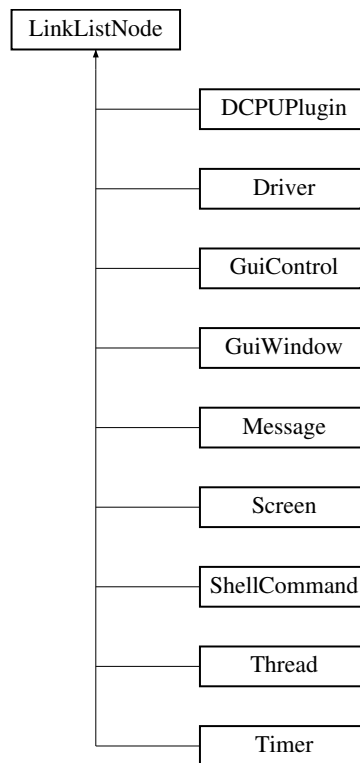 LinkListNode
DCPUPlugin
Driver
GuiControl
GuiWindow
Message
Screen
ShellCommand
Thread
Timer